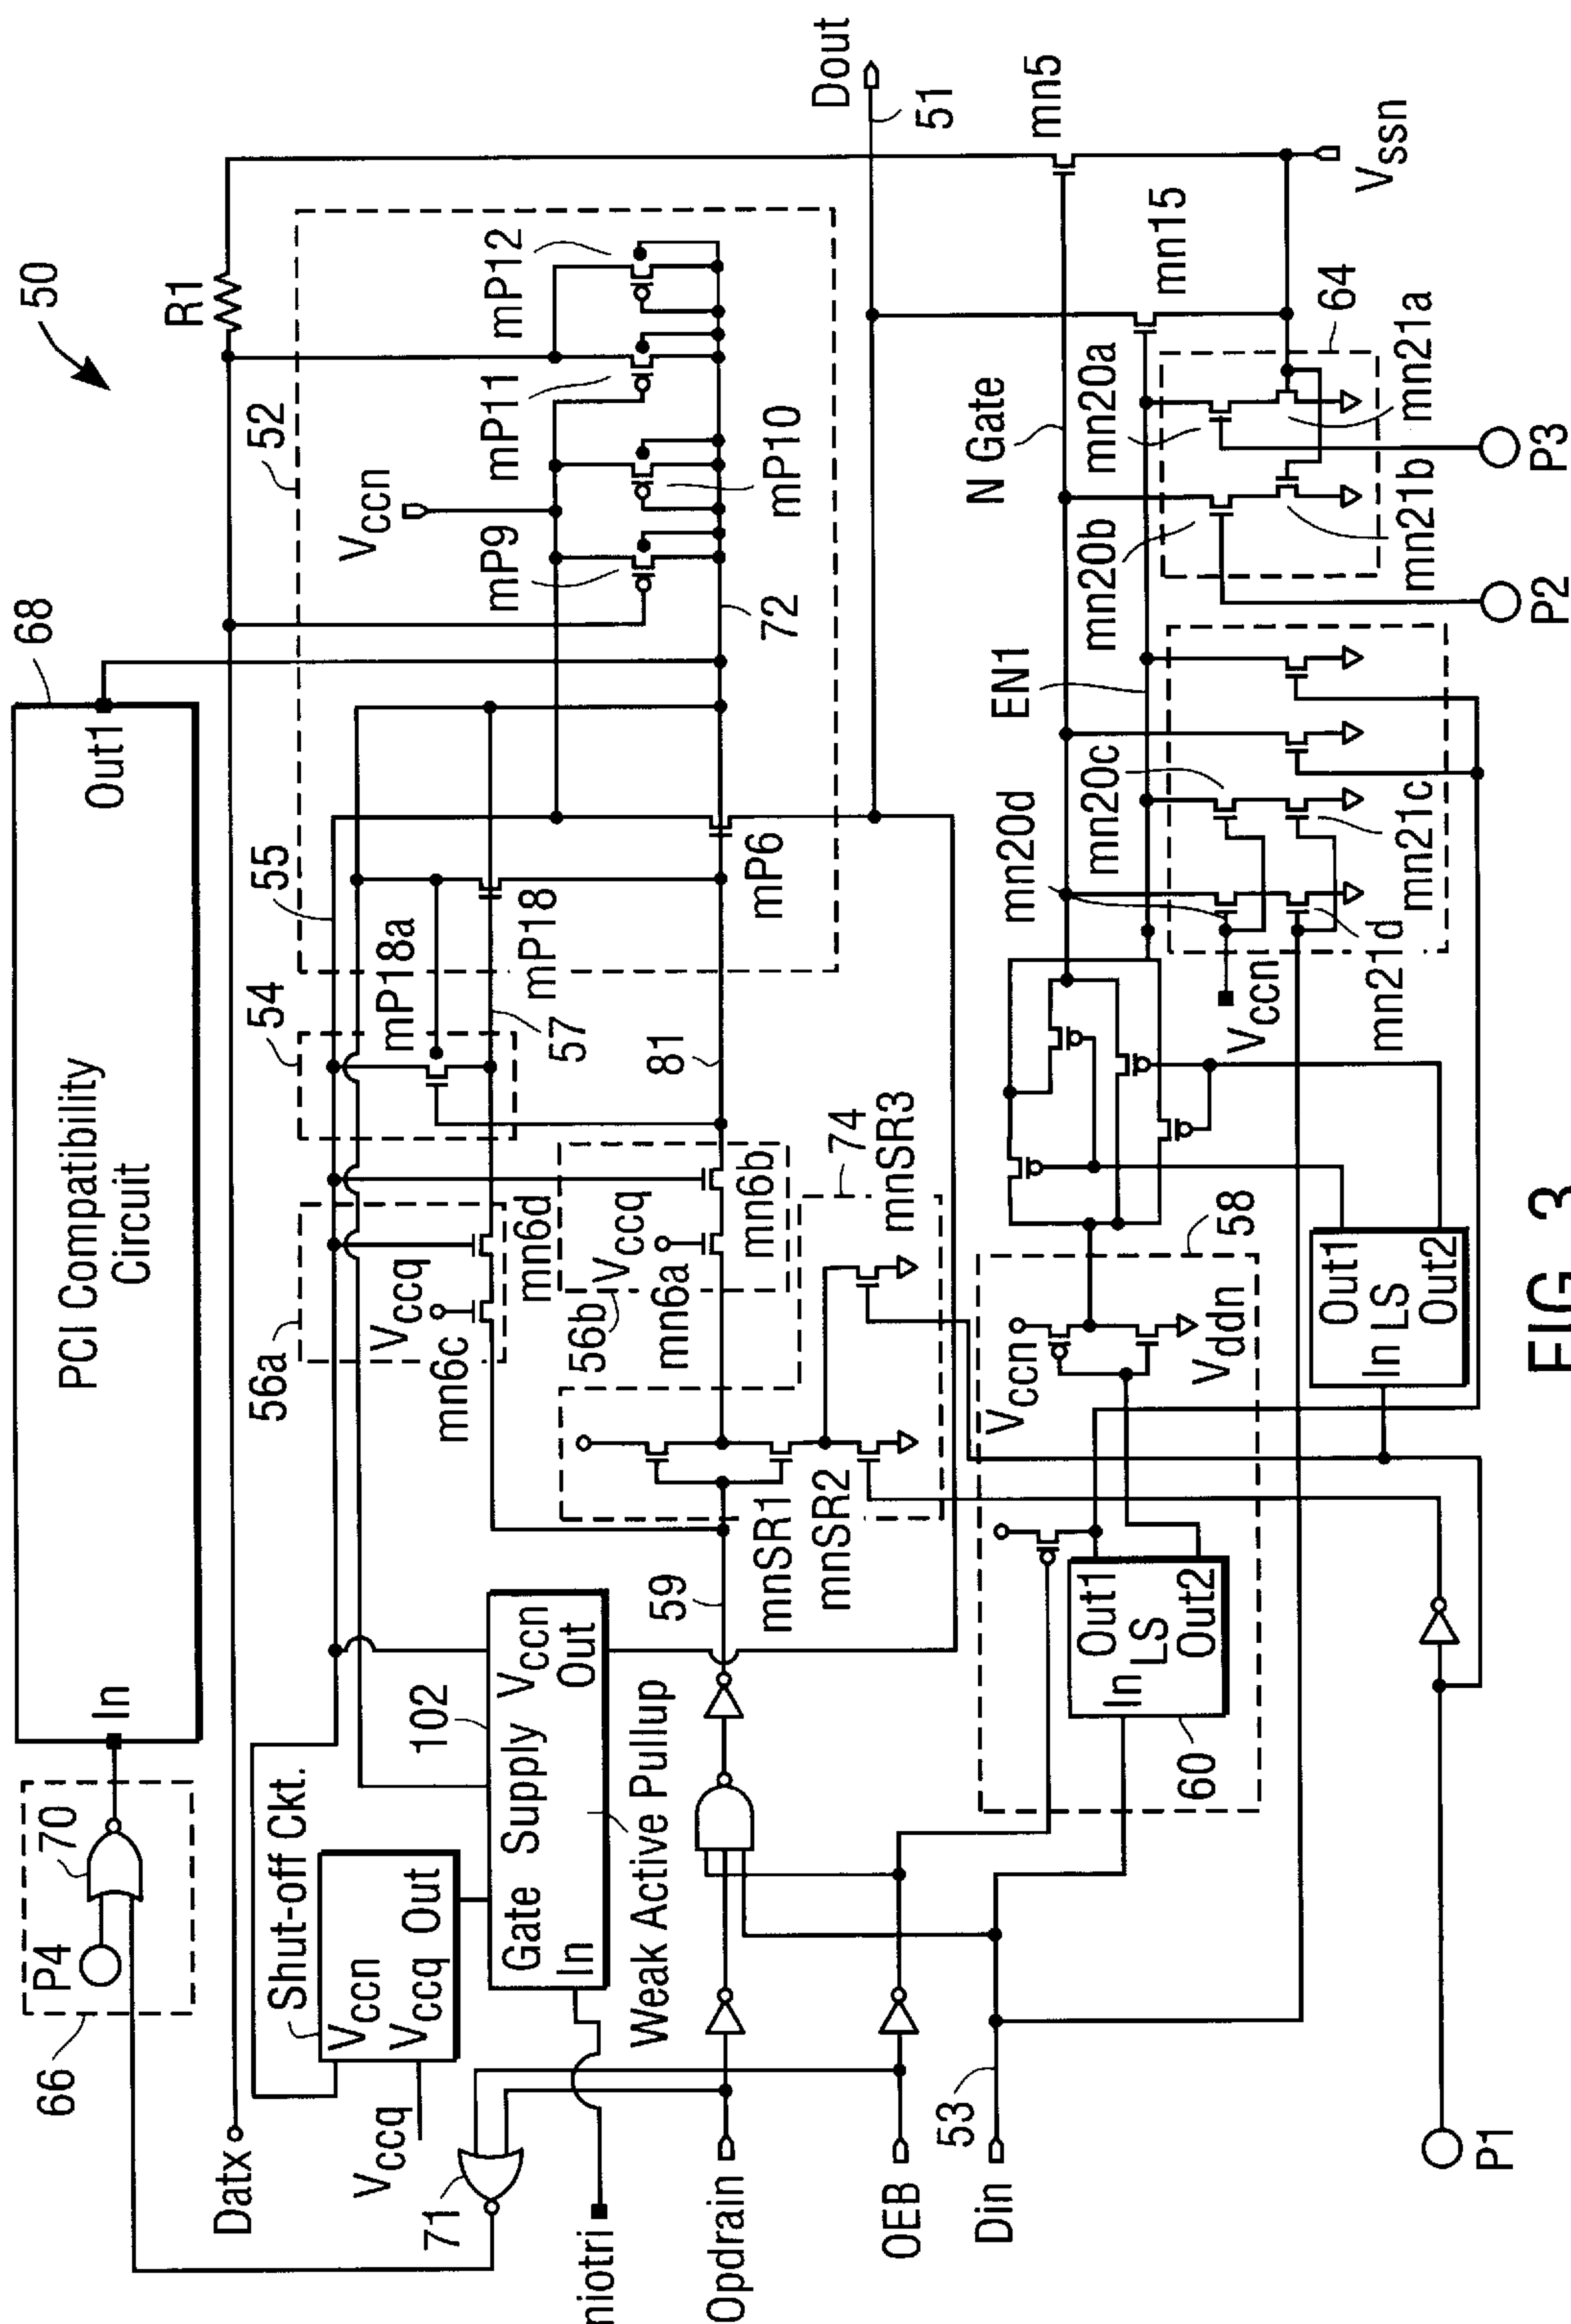 50
68
PCI Compatibility
Circuit
In
Out1
70
P4
66
Datx
R1
52
Vccn
mP12
mP11
mP10
mP9
72
55
54
mP18a
mP18
57
81
mP6
Dout
51
Shut-off Ckt.
Vccn
Vccq
Out
Vccq
102
Gate
Supply
Vccn
In
Out
Weak Active Pullup
56a
Vccq
mn6c
mn6d
56b
Vccq
mn6a
mn6b
74
mnSR3
mnSR1
mnSR2
59
71
niotri
Opdrain
OEB
53
Din
mn5
mn15
Vssn
N Gate
EN1
mn20a
mn20b
mn21a
mn21b
64
P3
P2
mn20d
mn20c
mn21c
mn21d
Vccn
58
Vccn
Vddn
Out1
In
LS
Out2
60
Out1
In
LS
Out2
P1
FIG. 3